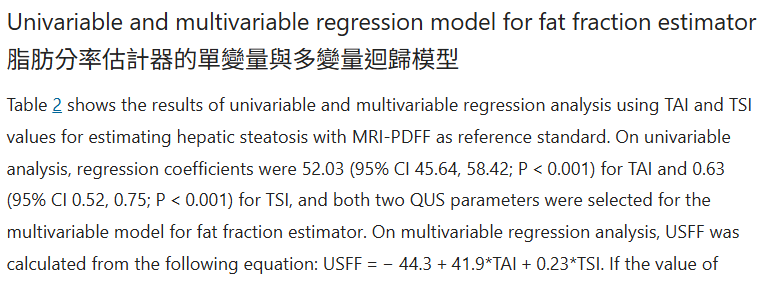 Univariable and multivariable regression model for fat fraction estimator
脂肪分率估計器的單變量與多變量迴歸模型
Table 2 shows the results of univariable and multivariable regression analysis using TAI and TSI
values for estimating hepatic steatosis with MRI-PDFF as reference standard. On univariable
analysis, regression coefficients were 52.03 (95% CI 45.64, 58.42; P < 0.001) for TAI and 0.63
(95% CI 0.52, 0.75; P < 0.001) for TSI, and both two QUS parameters were selected for the
multivariable model for fat fraction estimator. On multivariable regression analysis, USFF was
calculated from the following equation: USFF = − 44.3 + 41.9*TAI + 0.23*TSI. If the value of